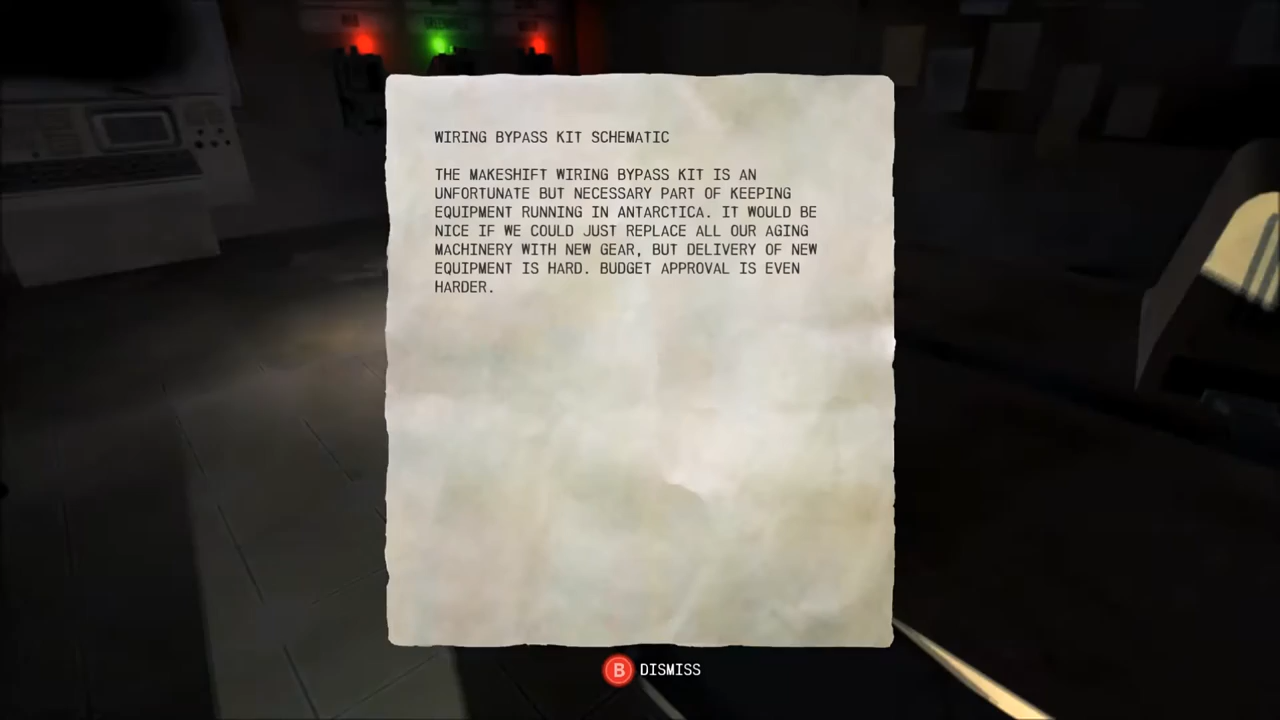 WIRING BYPASS KIT SCHEMATIC
THE MAKESHIFT WIRING BYPASS KIT IS AN
UNFORTUNATE BUT NECESSARY PART OF KEEPING
EQUIPMENT RUNNING IN ANTARCTICA. IT WOULD BE
NICE IF WE COULD JUST REPLACE ALL OUR AGING
MACHINERY WITH NEW GEAR, BUT DELIVERY OF NEW
EQUIPMENT IS HARD. BUDGET APPROVAL IS EVEN
HARDER.
B DISMISS